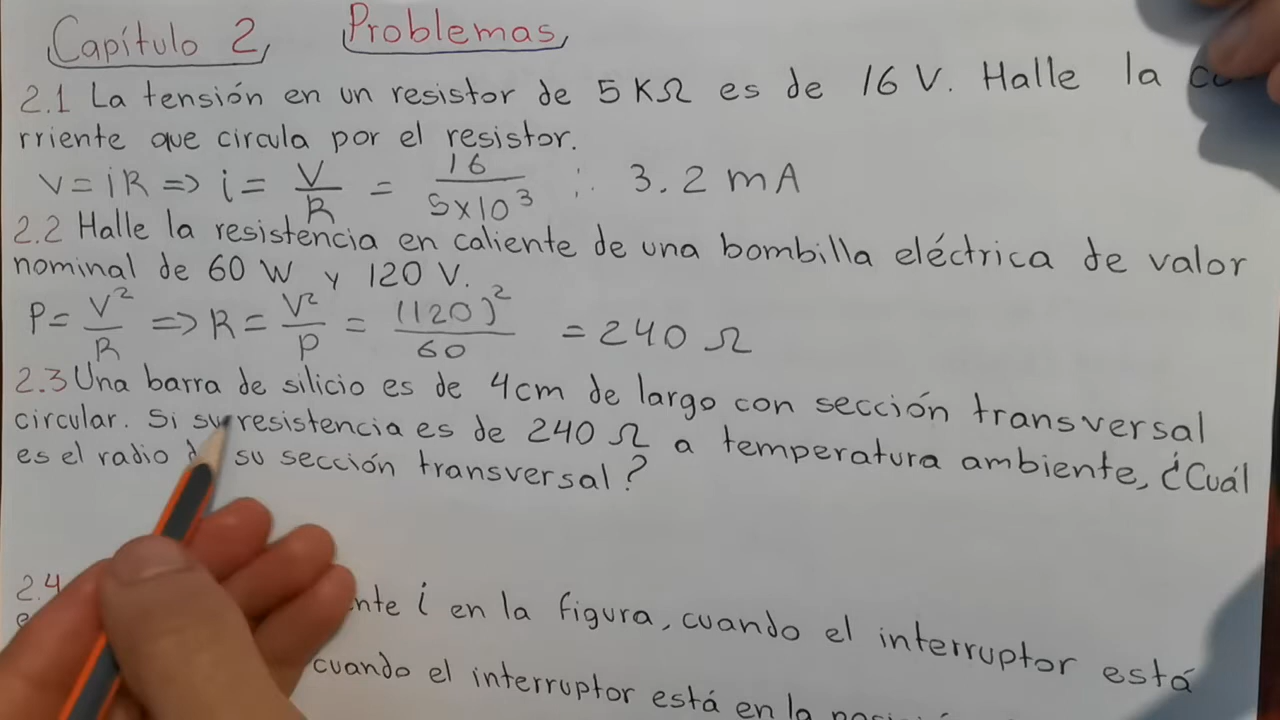 Capítulo 2 Problemas
2.1 La tensión en un resistor de 5 KΩ es de 16 V. Halle la
rriente que circula por el resistor.
V = iR => i = V/R = 16/5x10³ ∴ 3.2 mA
2.2 Halle la resistencia en caliente de una bombilla eléctrica de valor
nominal de 60 W y 120 V.
P = V²/R => R = V²/P = (120)²/60 = 240 Ω
2.3 Una barra de silicio es de 4cm de largo con sección transversal
circular. Si su resistencia es de 240 Ω a temperatura ambiente, ¿Cuál
es el radio su sección transversal?
2.4 i en la figura, cuando el interruptor está
cuando el interruptor está en la